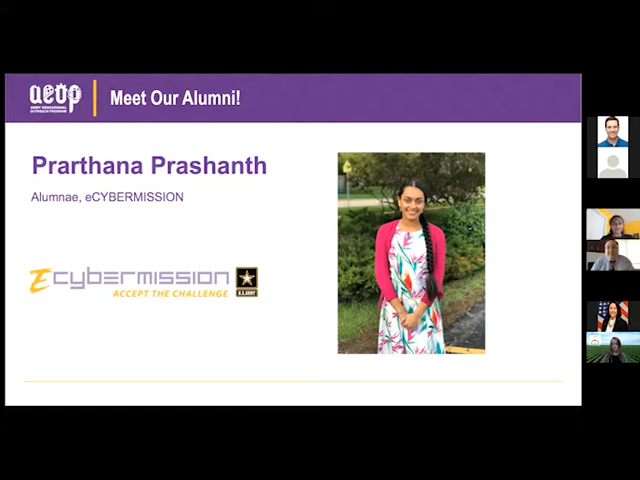 aeop
ARMY EDUCATIONAL
OUTREACH PROGRAM
Meet Our Alumni!
Prarthana Prashanth
Alumnae, eCYBERMISSION
Ecybermission
ACCEPT THE CHALLENGE
U.S. ARMY